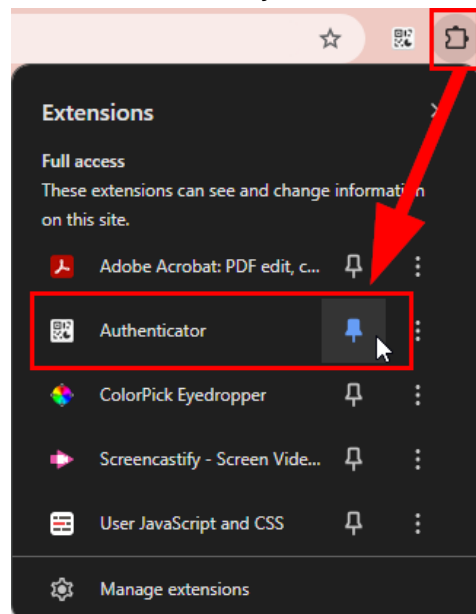 Extensions
Full access
These extensions can see and change information
on this site.
Adobe Acrobat: PDF edit, c...
Authenticator
ColorPick Eyedropper
Screencastify - Screen Vide...
User JavaScript and CSS
Manage extensions